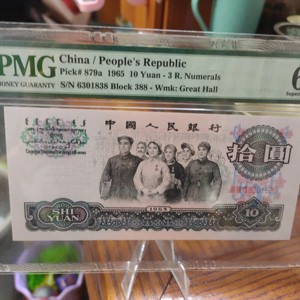 PMG
China / People's Republic
Pick# 879a 1965 10 Yuan - 3 R. Numerals
S/N 6301838 Block 388 - Wmk: Great Hall
MONEY GUARANTY
6
中國人民銀行
拾圓
SHI
YUAN
1965
10